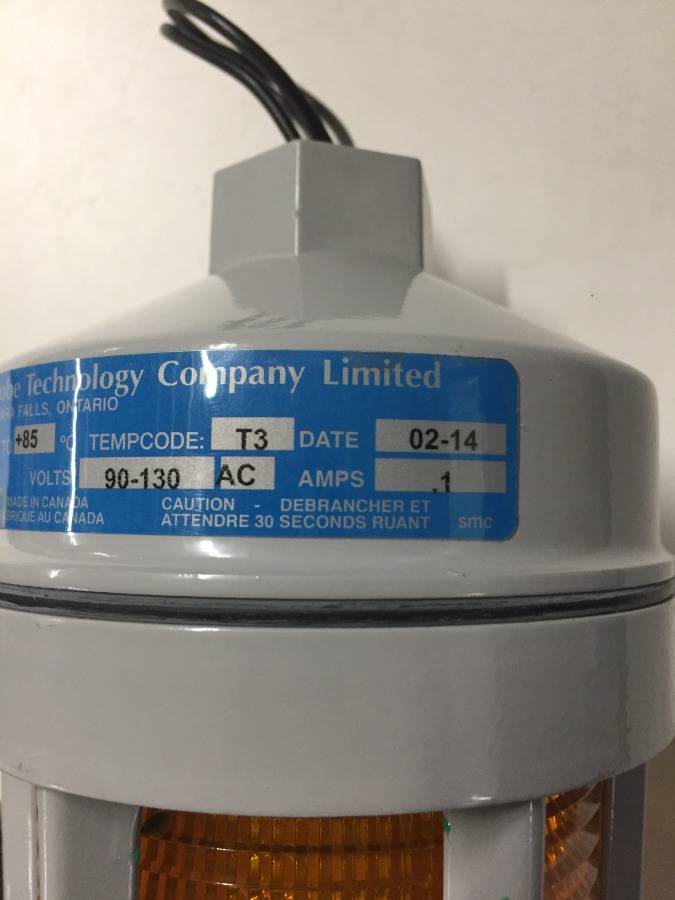 Technology Company Limited
FALLS, ONTARIO
+85 °C TEMPCODE: T3 DATE 02-14
VOLTS 90-130 AC AMPS .1
MADE IN CANADA CAUTION - DEBRANCHER ET
AU CANADA ATTENDRE 30 SECONDS RUANT smc